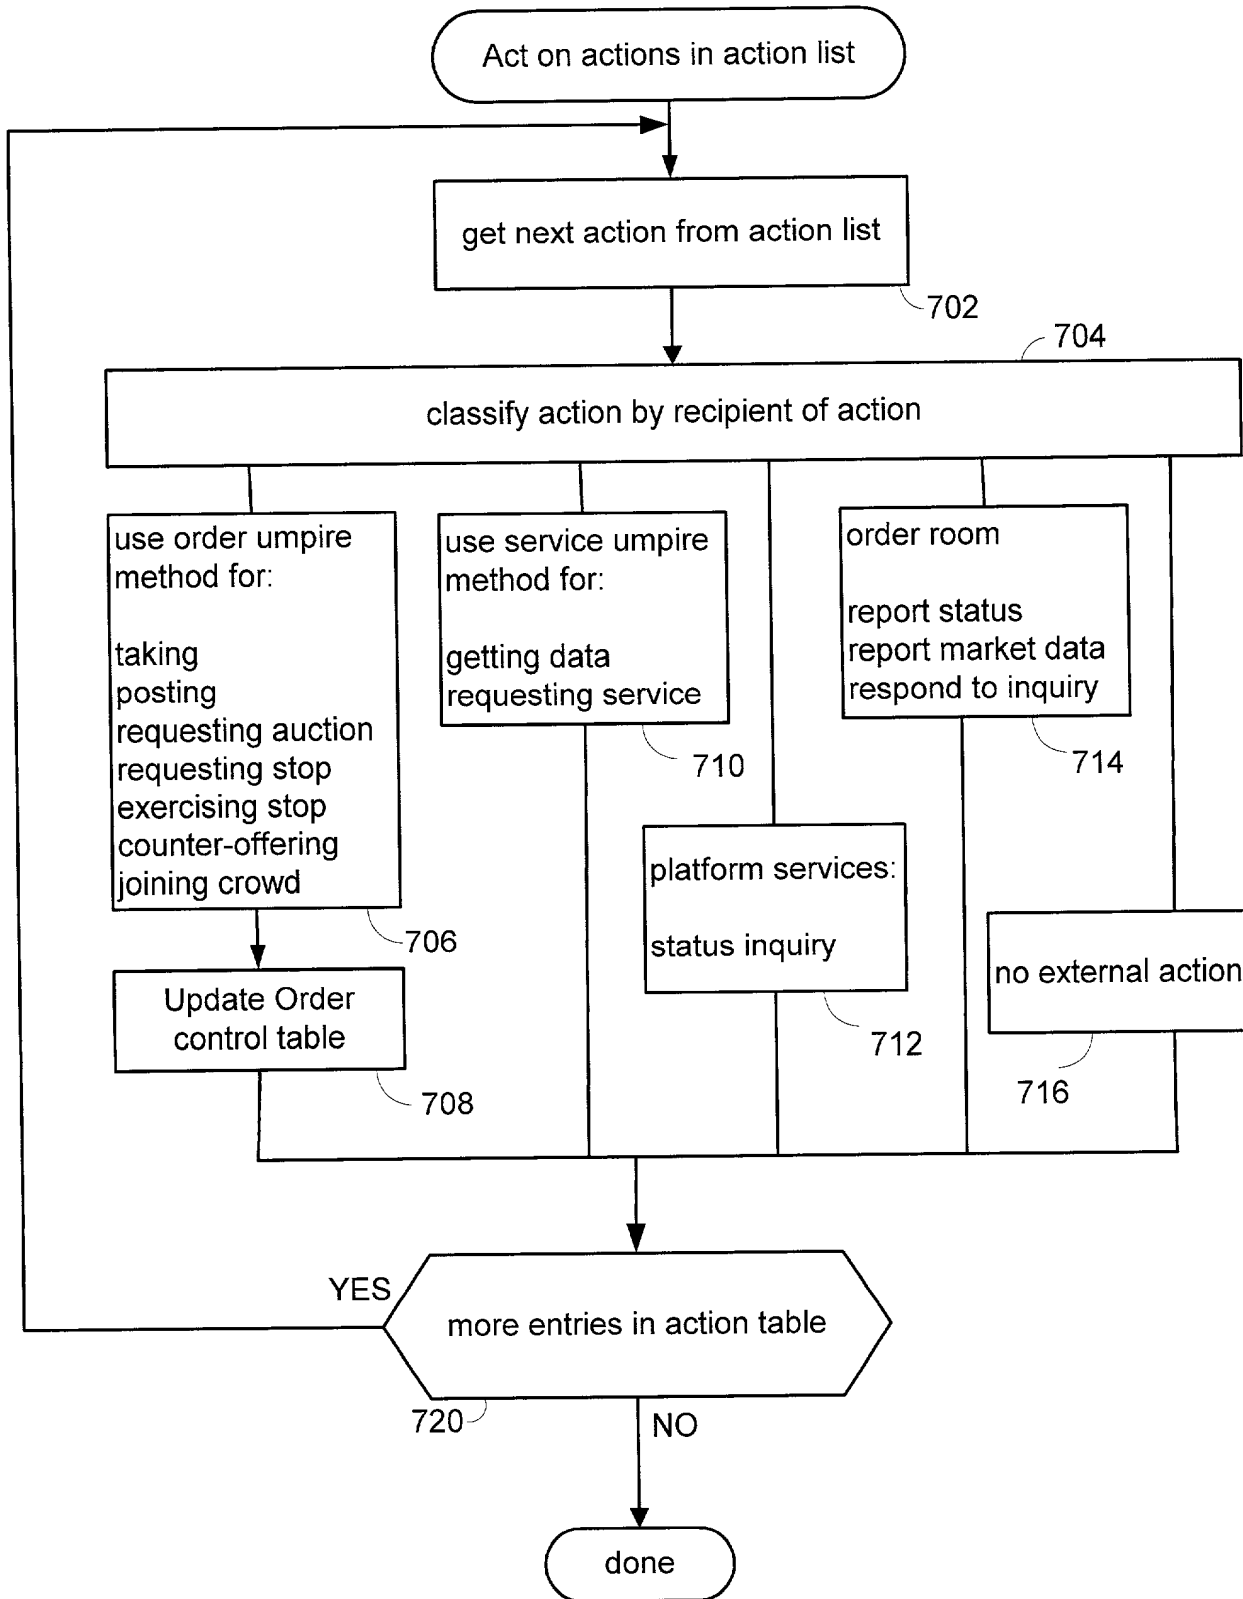 Act on actions in action list
get next action from action list
702
704
classify action by recipient of action
use order umpire
method for:
taking
posting
requesting auction
requesting stop
exercising stop
counter-offering
joining crowd
706
Update Order
control table
708
use service umpire
method for:
getting data
requesting service
710
platform services:
status inquiry
712
order room
report status
report market data
respond to inquiry
714
no external action
716
YES
more entries in action table
720
NO
done